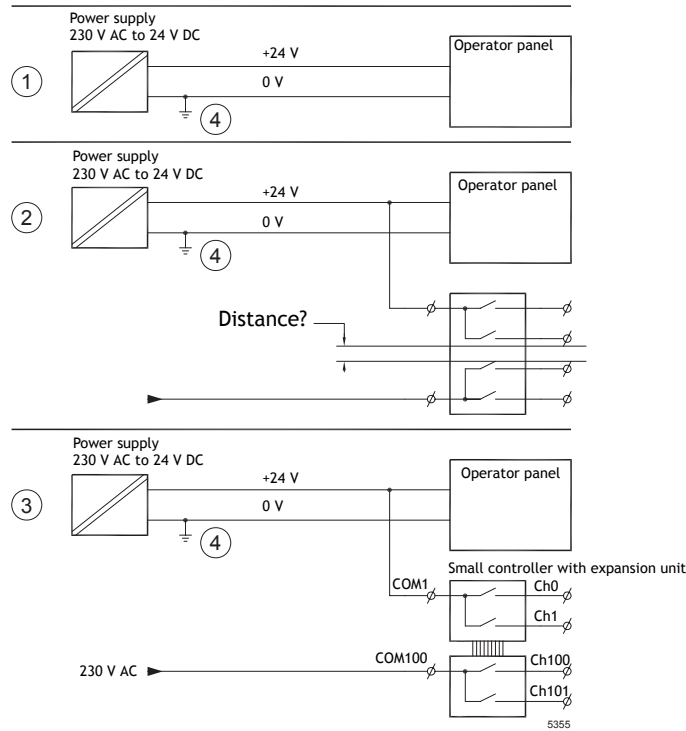 Power supply
230 V AC to 24 V DC
+24 V
Operator panel
0 V
1
4
Power supply
230 V AC to 24 V DC
+24 V
Operator panel
0 V
2
4
Distance?
Power supply
230 V AC to 24 V DC
+24 V
Operator panel
0 V
3
4
Small controller with expansion unit
COM1
Ch0
Ch1
COM100
Ch100
230 V AC
Ch101
5355